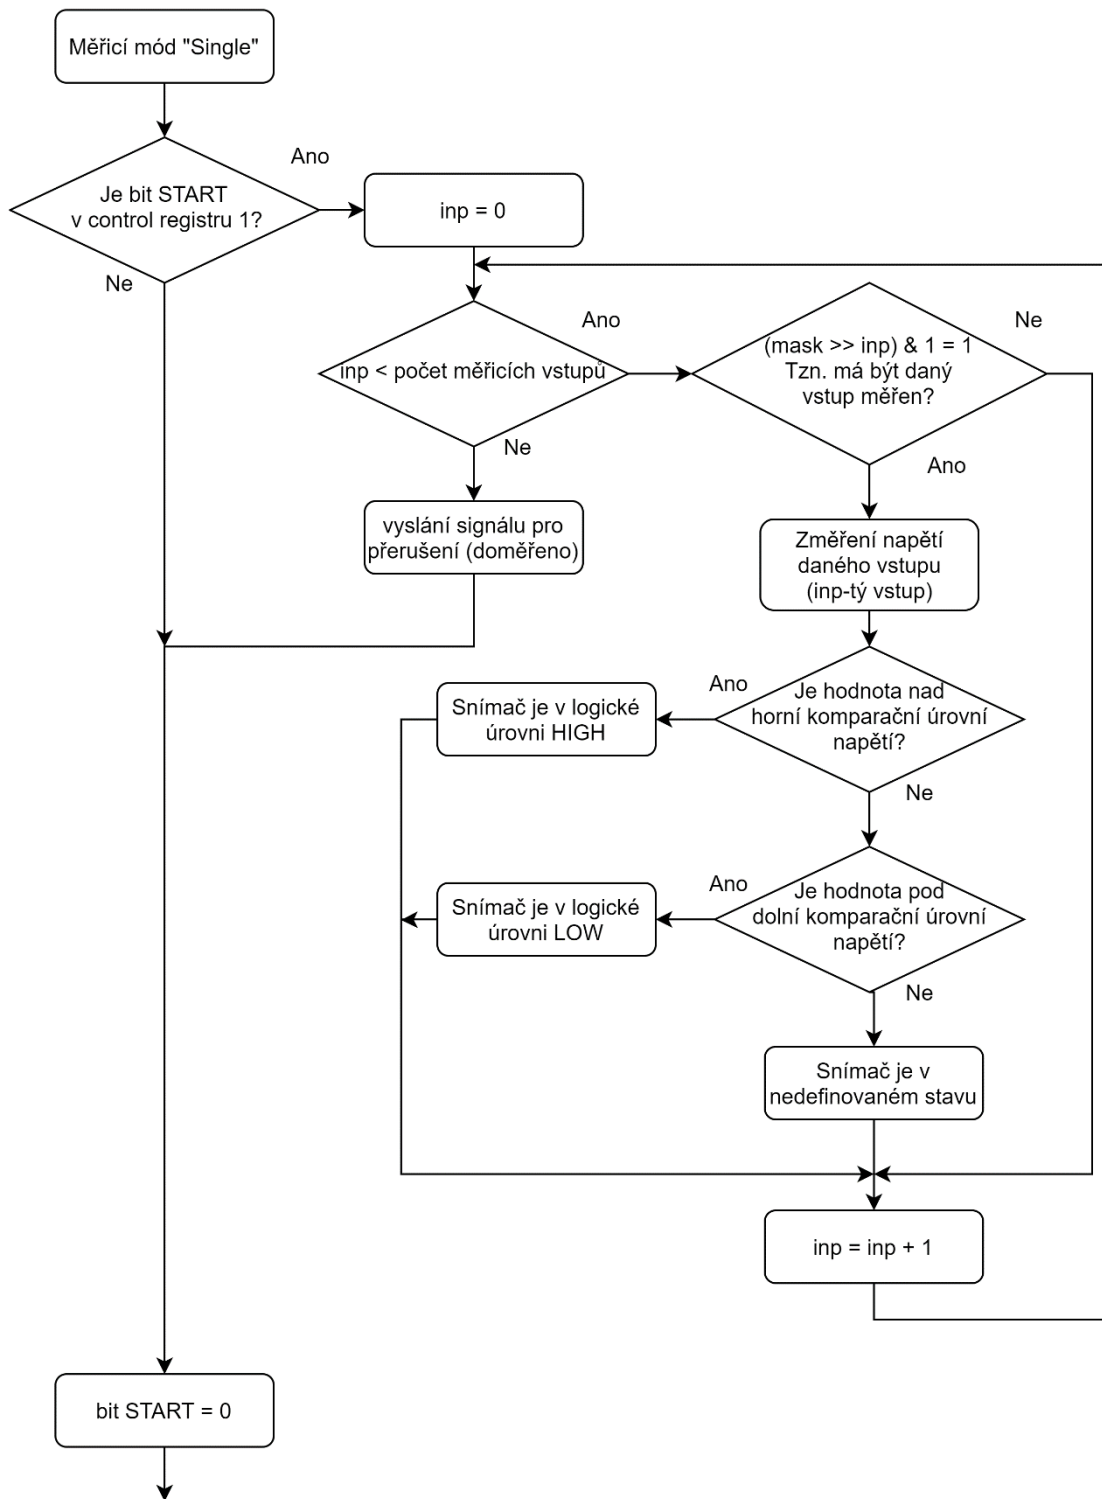 Měřicí mód "Single"
Ano
Je bit START
v control registru 1?
inp = 0
Ne
Ano
Ne
inp < počet měřicích vstupů
(mask >> inp) & 1 = 1
Tzn. má být daný
vstup měřen?
Ne
Ano
vyslání signálu pro
přerušení (doměřeno)
Změření napětí
daného vstupu
(inp-tý vstup)
Ano
Je hodnota nad
horní komparační úrovní
napětí?
Snímač je v logické
úrovni HIGH
Ne
Ano
Je hodnota pod
dolní komparační úrovní
napětí?
Snímač je v logické
úrovni LOW
Ne
Snímač je v
nedefinovaném stavu
inp = inp + 1
bit START = 0